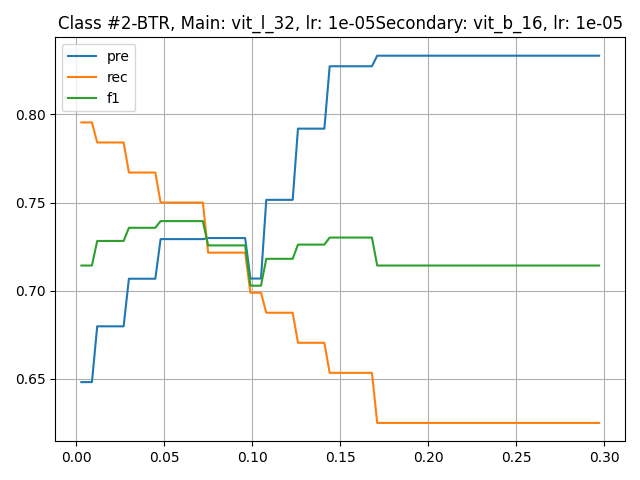 Class #2-BTR, Main: vit_l_32, lr: 1e-05Secondary: vit_b_16, lr: 1e-05
pre
rec
f1
0.80
0.75
0.70
0.65
0.00 0.05 0.10 0.15 0.20 0.25 0.30